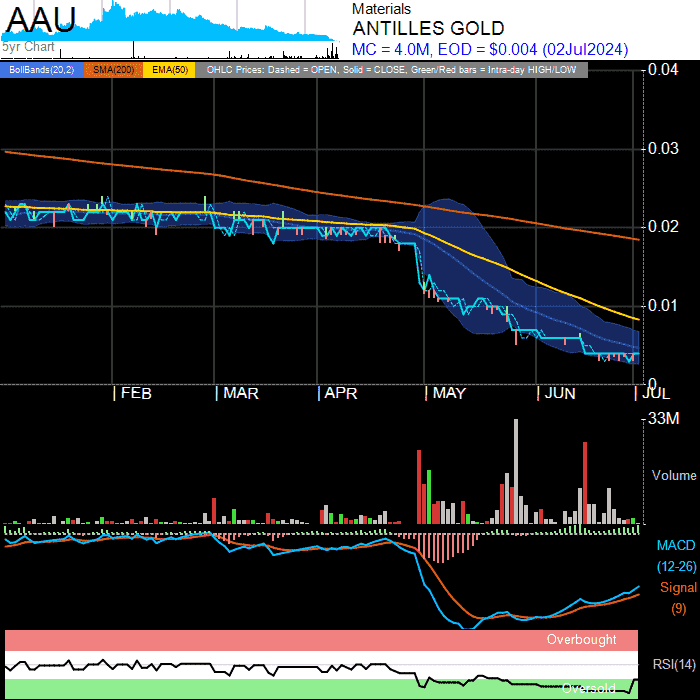 AAU
5yr Chart
Materials
ANTILLES GOLD
MC = 4.0M, EOD = $0.004 (02Jul2024)
BollBands(20,2) SMA(200) EMA(50) OHLC Prices: Dashed = OPEN, Solid = CLOSE, Green/Red bars = Intra-day HIGH/LOW
0.04
0.03
0.02
0.01
0
FEB MAR APR MAY JUN JUL
33M
Volume
MACD
(12-26)
Signal
(9)
Overbought
RSI(14)
Oversold